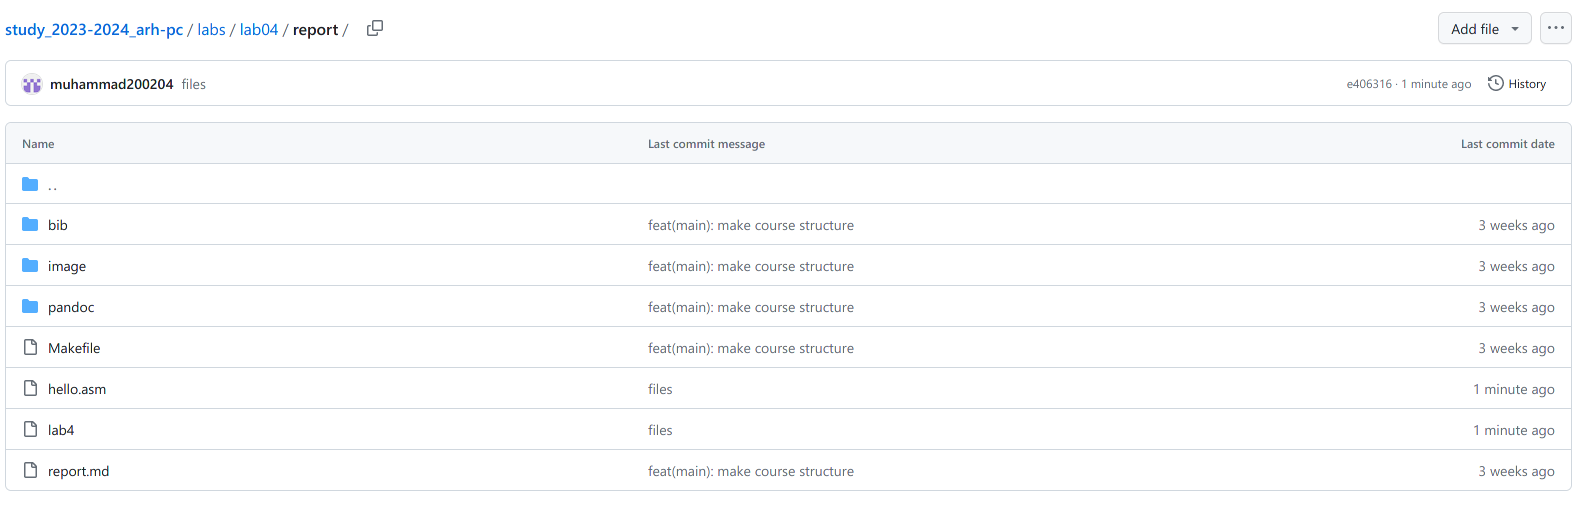 study_2023-2024_arh-pc / labs / lab04 / report /
Add file
muhammad200204 files
e406316 · 1 minute ago
History
Name Last commit message Last commit date
..
bib feat(main): make course structure 3 weeks ago
image feat(main): make course structure 3 weeks ago
pandoc feat(main): make course structure 3 weeks ago
Makefile feat(main): make course structure 3 weeks ago
hello.asm files 1 minute ago
lab4 files 1 minute ago
report.md feat(main): make course structure 3 weeks ago